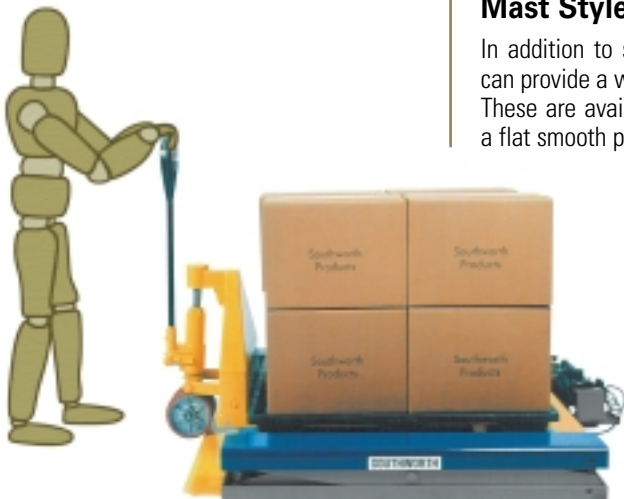 Mast Style
In addition to
can provide a
These are
a flat smooth
Southworth
Products
Southworth
Products
Southworth
Products
Southworth
Products
SOUTHWORTH